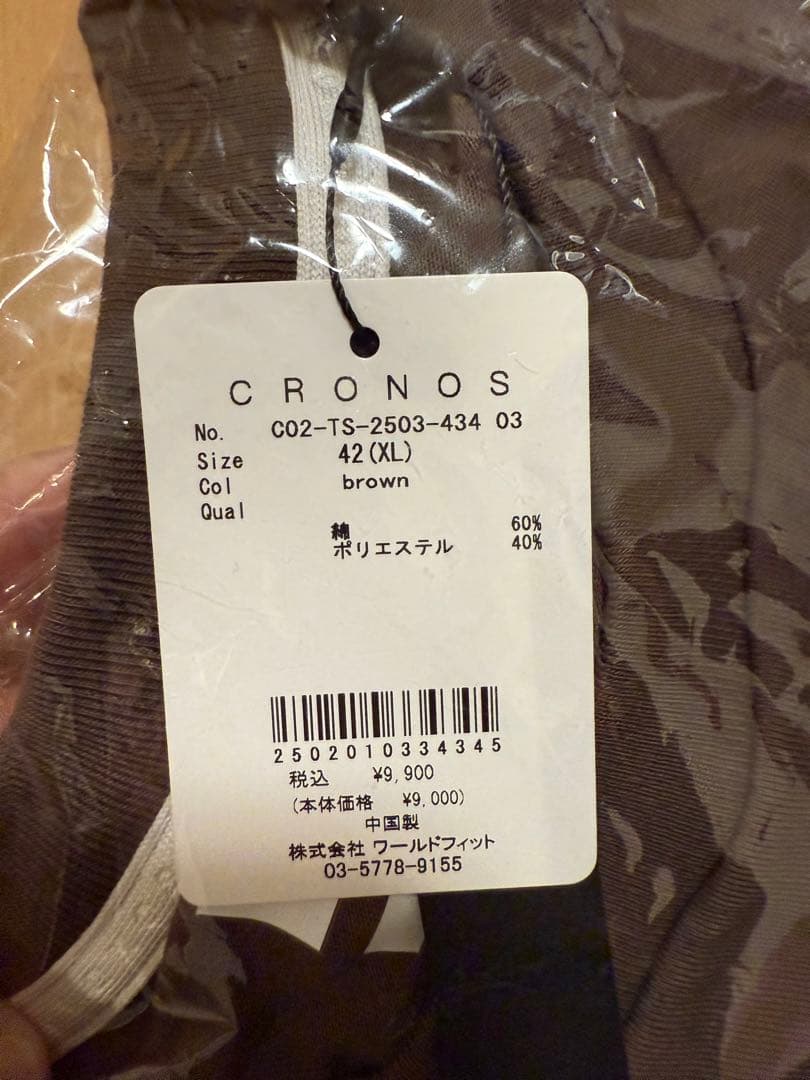 CRONOS
No. C02-TS-2503-434 03
Size 42(XL)
Col brown
Qual
綿 60%
ポリエステル 40%
2502010334345
税込 ¥9,900
(本体価格 ¥9,000)
中国製
株式会社 ワールドフィット
03-5778-9155